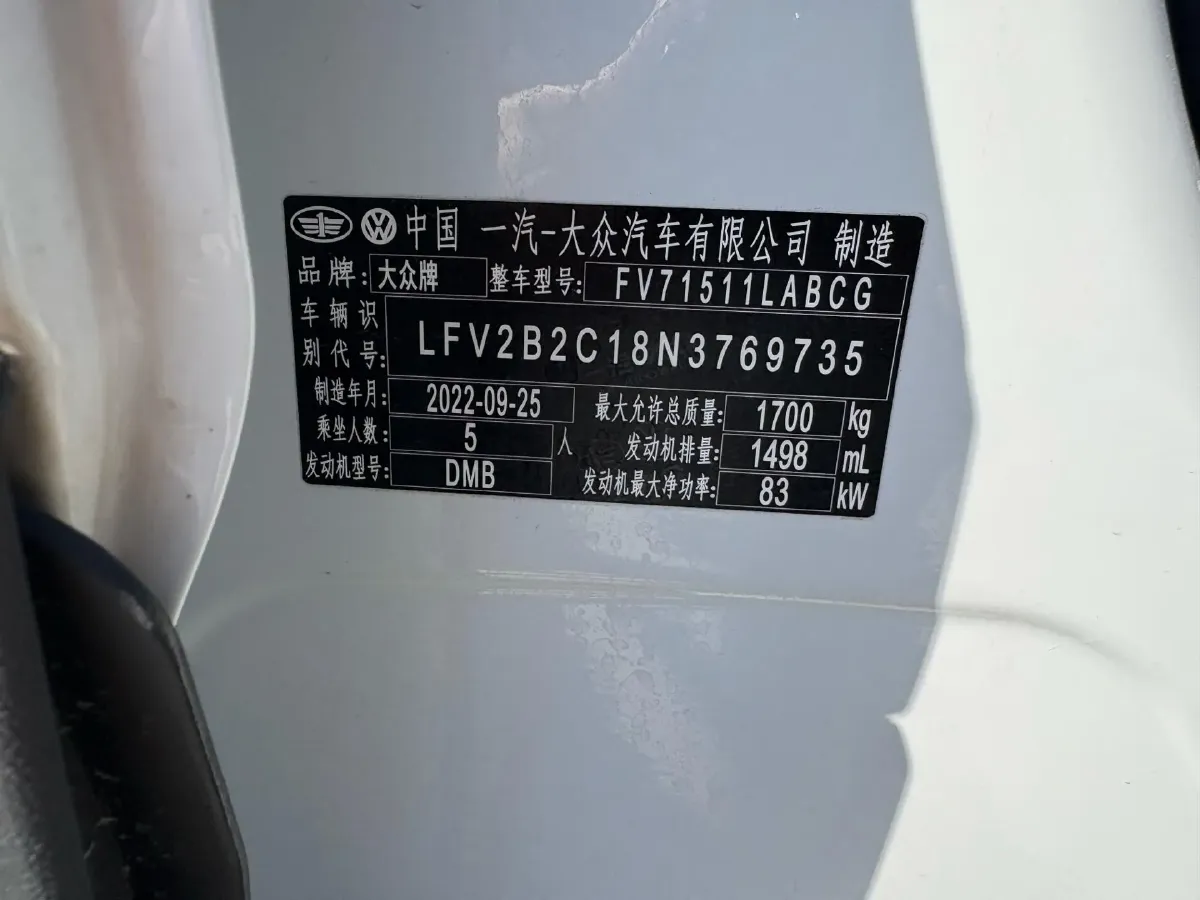 中国 一汽-大众汽车有限公司 制造
品牌: 大众牌 整车型号: FV71511LABCG
车辆识别代号: LFV2B2C18N3769735
制造年月: 2022-09-25 最大允许总质量: 1700 kg
乘坐人数: 5 人 发动机排量: 1498 mL
发动机型号: DMB 发动机最大净功率: 83 kW